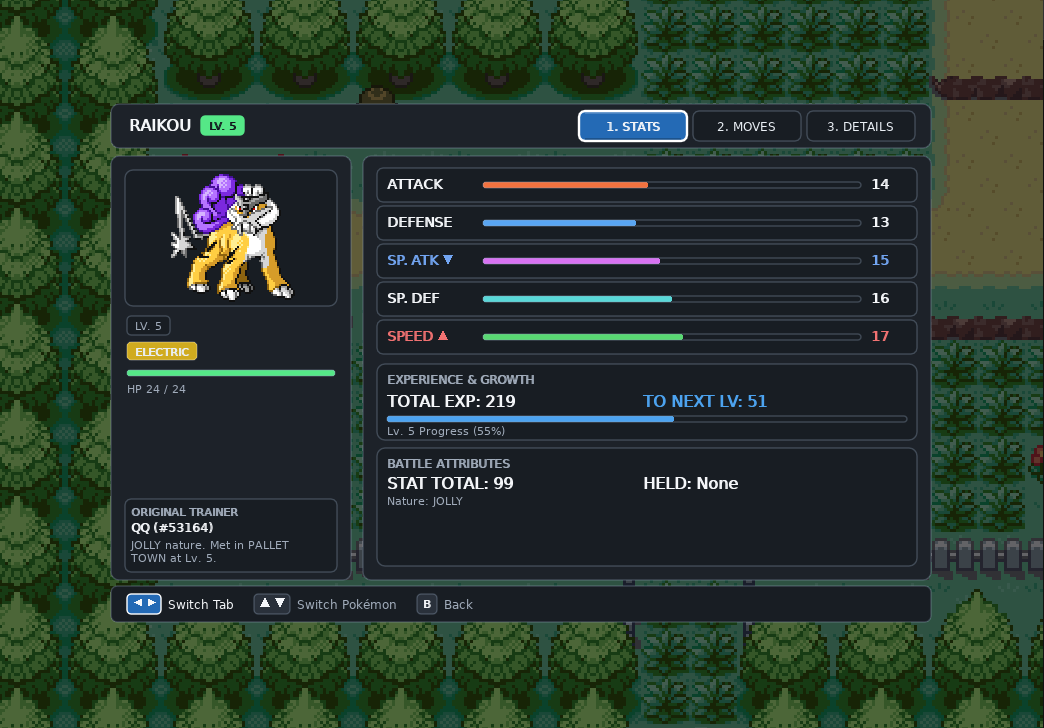 RAIKOU LV. 5 1. STATS 2. MOVES 3. DETAILS
LV. 5
ELECTRIC
HP 24 / 24
ORIGINAL TRAINER
QQ (#53164)
JOLLY nature. Met in PALLET
TOWN at Lv. 5.
ATTACK 14
DEFENSE 13
SP. ATK ▼ 15
SP. DEF 16
SPEED ▲ 17
EXPERIENCE & GROWTH
TOTAL EXP: 219 TO NEXT LV: 51
Lv. 5 Progress (55%)
BATTLE ATTRIBUTES
STAT TOTAL: 99 HELD: None
Nature: JOLLY
◄ ► Switch Tab ▲ ▼ Switch Pokémon B Back